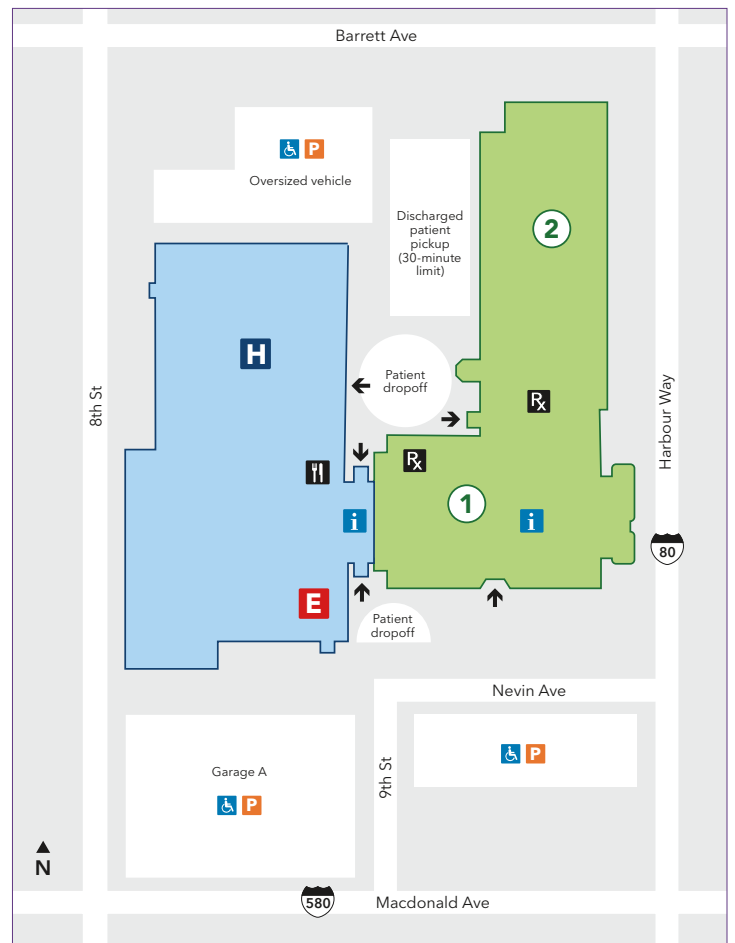 Barrett Ave
P
Oversized vehicle
Discharged
patient
pickup
(30-minute
limit)
2
H
Patient
dropoff
8th St
Harbour Way
Rx
Rx
1
i
i
80
E
Patient
dropoff
Nevin Ave
P
9th St
Garage A
P
N
580
Macdonald Ave